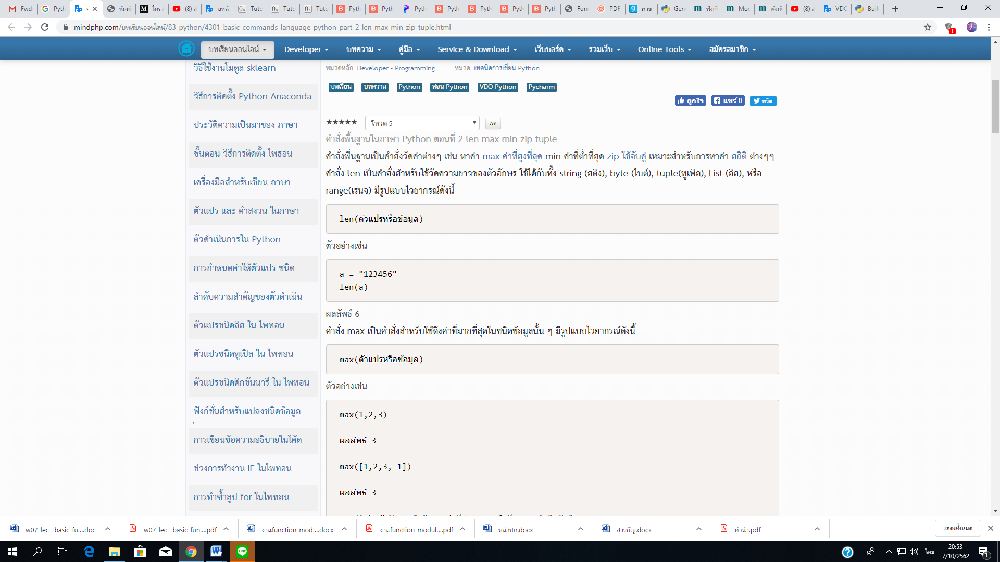 Fwd
Pyth
(8) ส
บทเรี
Tuto
Tuto
Tuto
Pyth
Pyth
Pyth
Pyth
Pyth
Pyth
Pyth
Func
PDF
ภาษ
Gen
ฟังก์
Moc
ฟังก์
(8) ส
VDC
Built
mindphp.com/บทเรียนออนไลน์/83-python/4301-basic-commands-language-python-part-2-len-max-min-zip-tuple.html
บทเรียนออนไลน์ Developer บทความ คู่มือ Service & Download เว็บบอร์ด รวมเว็บ Online Tools สมัครสมาชิก
วิธีใช้งานโมดูล sklearn
วิธีการติดตั้ง Python Anaconda
ประวัติความเป็นมาของ ภาษา
ขั้นตอน วิธีการติดตั้ง ไพธอน
เครื่องมือสำหรับเขียน ภาษา
ตัวแปร และ คำสงวน ในภาษา
ตัวดำเนินการใน Python
การกำหนดค่าให้ตัวแปร ชนิด
ลำดับความสำคัญของตัวดำเนิน
ตัวแปรชนิดลิส ใน ไพทอน
ตัวแปรชนิดทูเปิล ใน ไพทอน
ตัวแปรชนิดดิกชันนารี ใน ไพทอน
ฟังก์ชั่นสำหรับแปลงชนิดข้อมูล
การเขียนข้อความอธิบายในโค้ด
ช่วงการทำงาน IF ในไพทอน
การทำซ้ำลูป for ในไพทอน
หมวดหลัก: Developer - Programming หมวด: เทคนิคการเขียน Python
บทเรียน บทความ Python สอน Python VDO Python Pycharm
ถูกใจ แชร์ 0 ทวีต
★★★★★ โหวต 5 เรต
คำสั่งพื้นฐานในภาษา Python ตอนที่ 2 len max min zip tuple
คำสั่งพื่นฐานเป็นคำสั่งวัดค่าต่างๆ เช่น หาค่า max ค่าที่สูงที่สุด min ค่าที่ต่ำที่สุด zip ใช้จับคู่ เหมาะสำหรับการหาค่า สถิติ ต่างๆๆ
คำสั่ง len เป็นคำสั่งสำหรับใช้วัดความยาวของตัวอักษร ใช้ได้กับทั้ง string (สติง), byte (ไบต์), tuple(ทูเพิล), List (ลิส), หรือ
range(เรนจ) มีรูปแบบไวยากรณ์ดังนี้
len(ตัวแปรหรือข้อมูล)
ตัวอย่างเช่น
a = "123456"
len(a)
ผลลัพธ์ 6
คำสั่ง max เป็นคำสั่งสำหรับใช้ดึงค่าที่มากที่สุดในชนิดข้อมูลนั้น ๆ มีรูปแบบไวยากรณ์ดังนี้
max(ตัวแปรหรือข้อมูล)
ตัวอย่างเช่น
max(1,2,3)
ผลลัพธ์ 3
max([1,2,3,-1])
ผลลัพธ์ 3
w07-lec_-basic-fu....doc
w07-lec_-basic-fun....pdf
งานfunction-mod....docx
งานfunction-modul....pdf
หน้าปก.docx
สารบัญ.docx
คำนำ.pdf
แสดงทั้งหมด
ไทย
20:53
7/10/2562
1